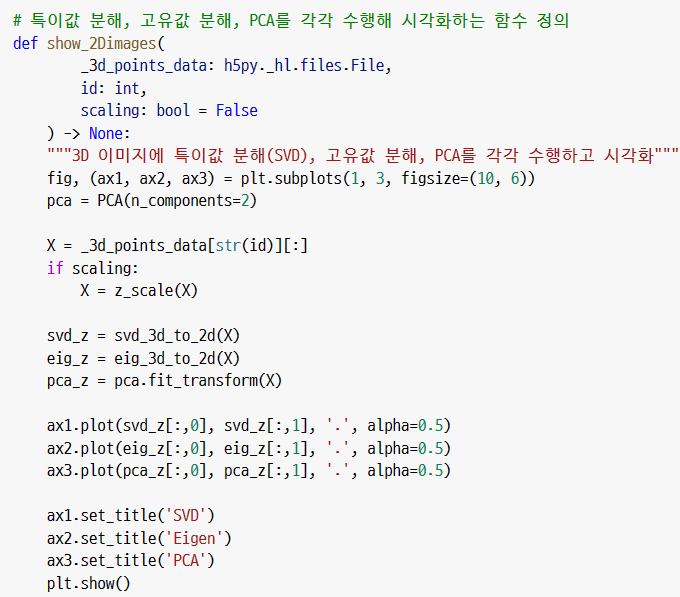 # 특이값 분해, 고유값 분해, PCA를 각각 수행해 시각화하는 함수 정의
def show_2Dimages(
        _3d_points_data: h5py._hl.files.File,
        id: int,
        scaling: bool = False
    ) -> None:
    """3D 이미지에 특이값 분해(SVD), 고유값 분해, PCA를 각각 수행하고 시각화"""
    fig, (ax1, ax2, ax3) = plt.subplots(1, 3, figsize=(10, 6))
    pca = PCA(n_components=2)

    X = _3d_points_data[str(id)][:]
    if scaling:
        X = z_scale(X)

    svd_z = svd_3d_to_2d(X)
    eig_z = eig_3d_to_2d(X)
    pca_z = pca.fit_transform(X)

    ax1.plot(svd_z[:,0], svd_z[:,1], '.', alpha=0.5)
    ax2.plot(eig_z[:,0], eig_z[:,1], '.', alpha=0.5)
    ax3.plot(pca_z[:,0], pca_z[:,1], '.', alpha=0.5)

    ax1.set_title('SVD')
    ax2.set_title('Eigen')
    ax3.set_title('PCA')
    plt.show()